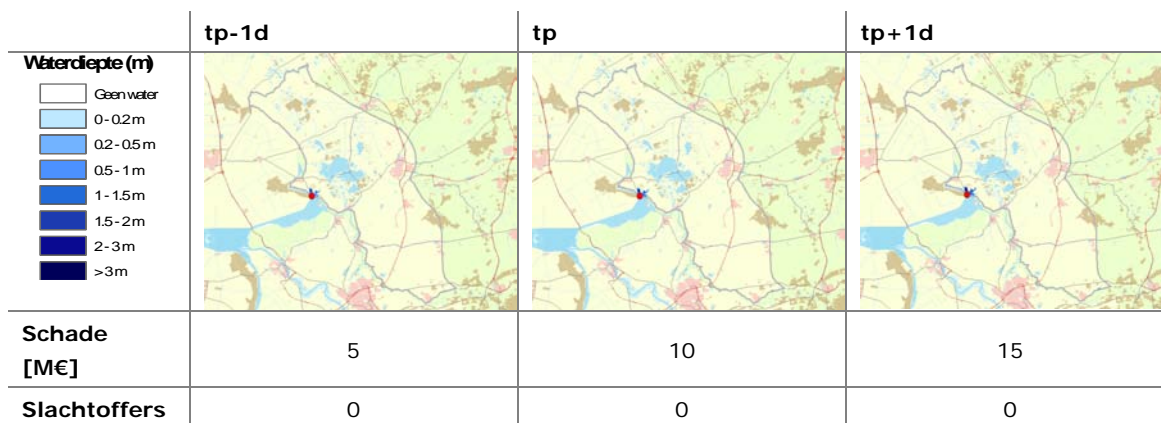 tp-1d tp tp+1d
Waterdiepte (m)
Geen water
0 - 0.2 m
0.2 - 0.5 m
0.5 - 1 m
1 - 1.5 m
1.5 - 2 m
2 - 3 m
> 3 m
Schade
[M€] 5 10 15
Slachtoffers 0 0 0